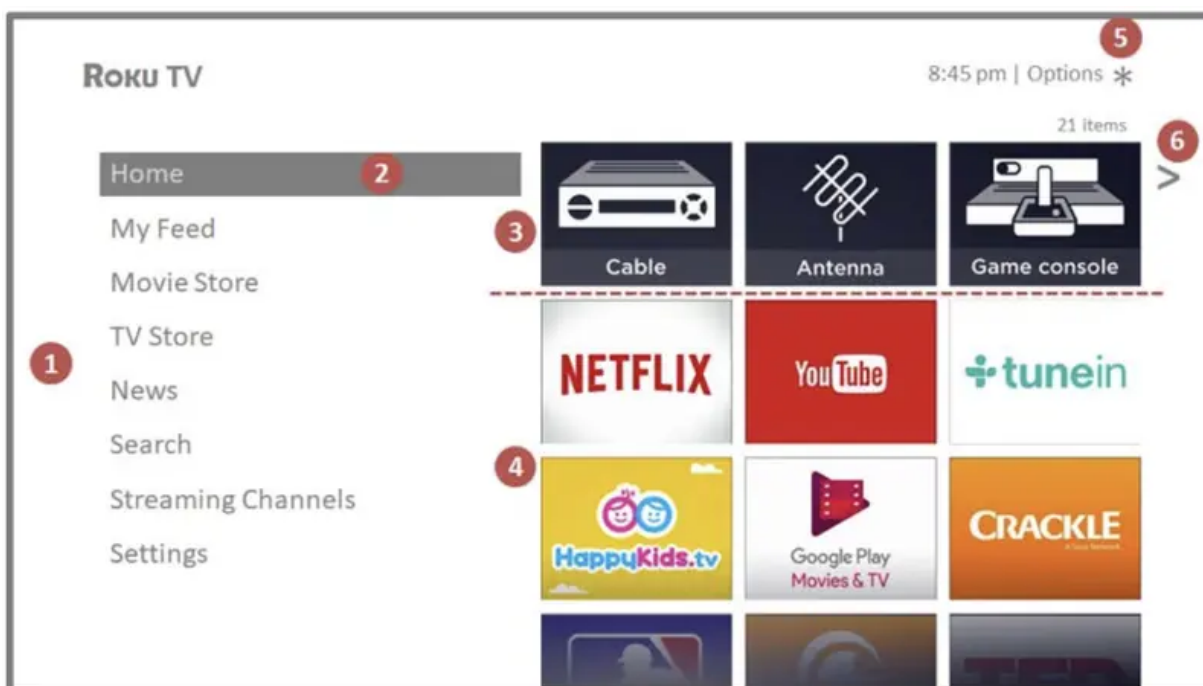 5
ROKU TV
8:45 pm | Options *
21 items
6
>
Home 2
My Feed
Movie Store
TV Store
1
News
Search
Streaming Channels
Settings
3
Cable
Antenna
Game console
NETFLIX
YouTube
tunein
4
HappyKids.tv
Google Play
Movies & TV
CRACKLE